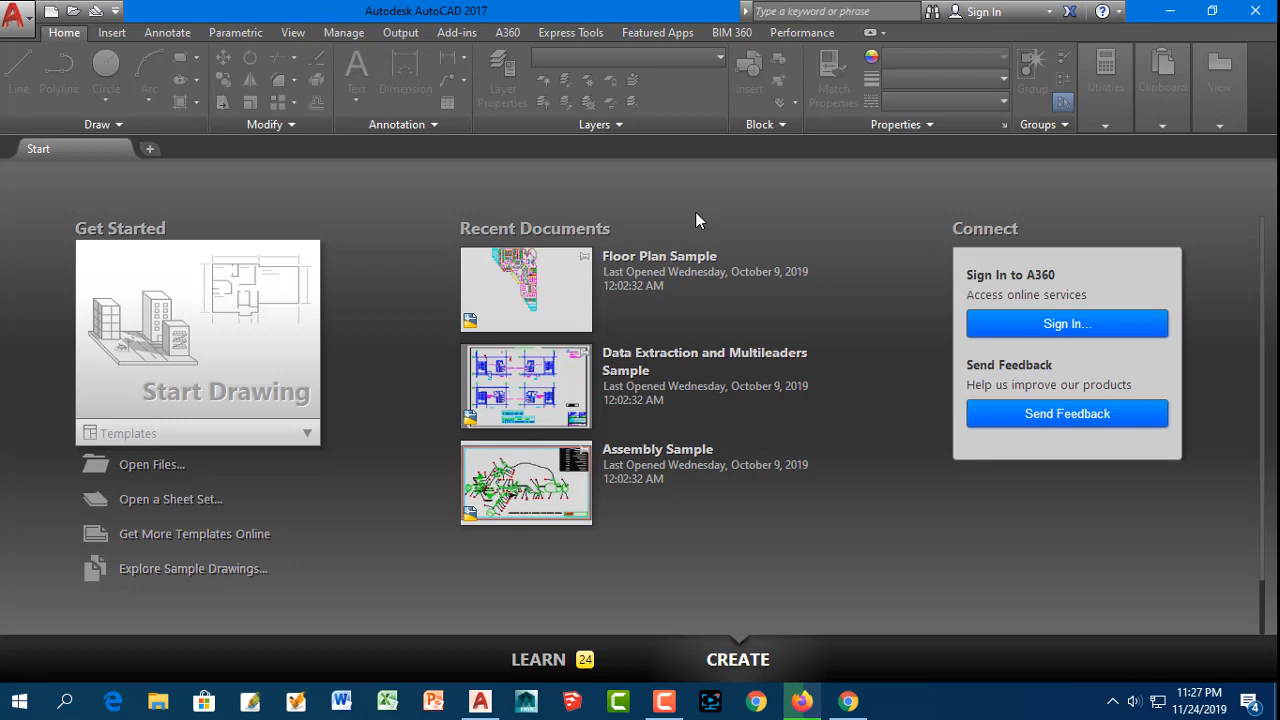 Autodesk AutoCAD 2017
Type a keyword or phrase
Sign In
Home Insert Annotate Parametric View Manage Output Add-ins A360 Express Tools Featured Apps BIM 360 Performance
Line Polyline Circle Arc
Text Dimension
Layer Properties
Insert
Match Properties
Group
Utilities
Clipboard
View
Draw Modify Annotation Layers Block Properties Groups
Start
Get Started
Start Drawing
Templates
Open Files...
Open a Sheet Set...
Get More Templates Online
Explore Sample Drawings...
Recent Documents
Floor Plan Sample
Last Opened Wednesday, October 9, 2019
12:02:32 AM
Data Extraction and Multileaders
Sample
Last Opened Wednesday, October 9, 2019
12:02:32 AM
Assembly Sample
Last Opened Wednesday, October 9, 2019
12:02:32 AM
Connect
Sign In to A360
Access online services
Sign In...
Send Feedback
Help us improve our products
Send Feedback
LEARN 24 CREATE
11:27 PM
11/24/2019
4